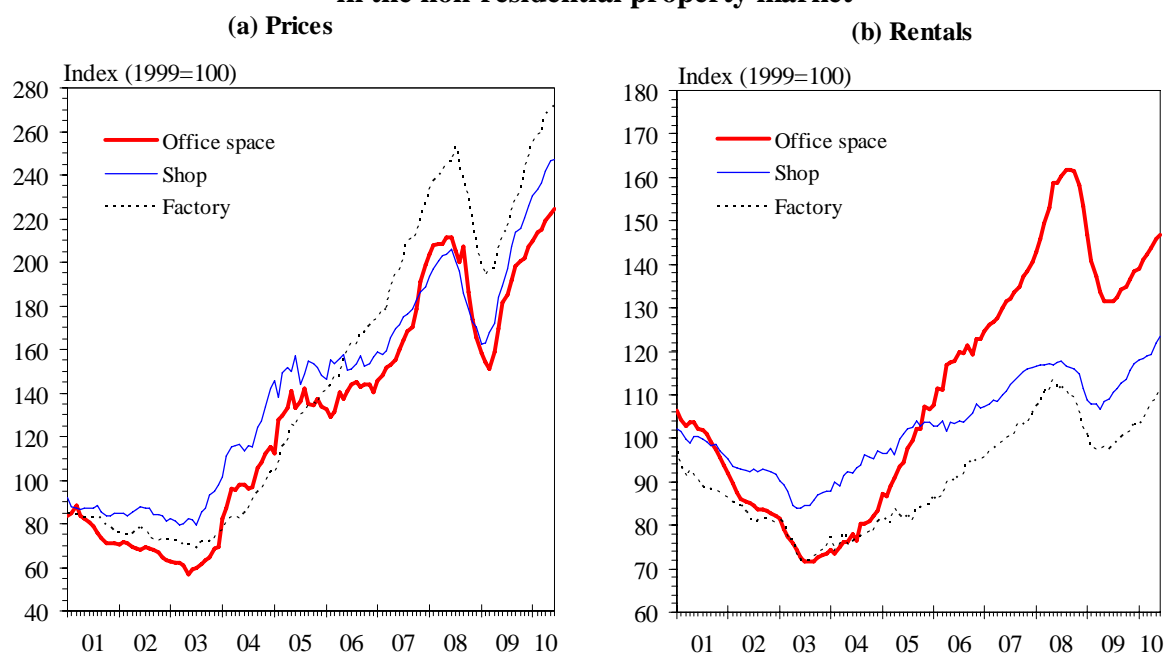 in the non-residential property market
(a) Prices
(b) Rentals
Index (1999=100)
280
260
240
220
200
180
160
140
120
100
80
60
40
Office space
Shop
Factory
01 02 03 04 05 06 07 08 09 10
Index (1999=100)
180
170
160
150
140
130
120
110
100
90
80
70
60
Office space
Shop
Factory
01 02 03 04 05 06 07 08 09 10